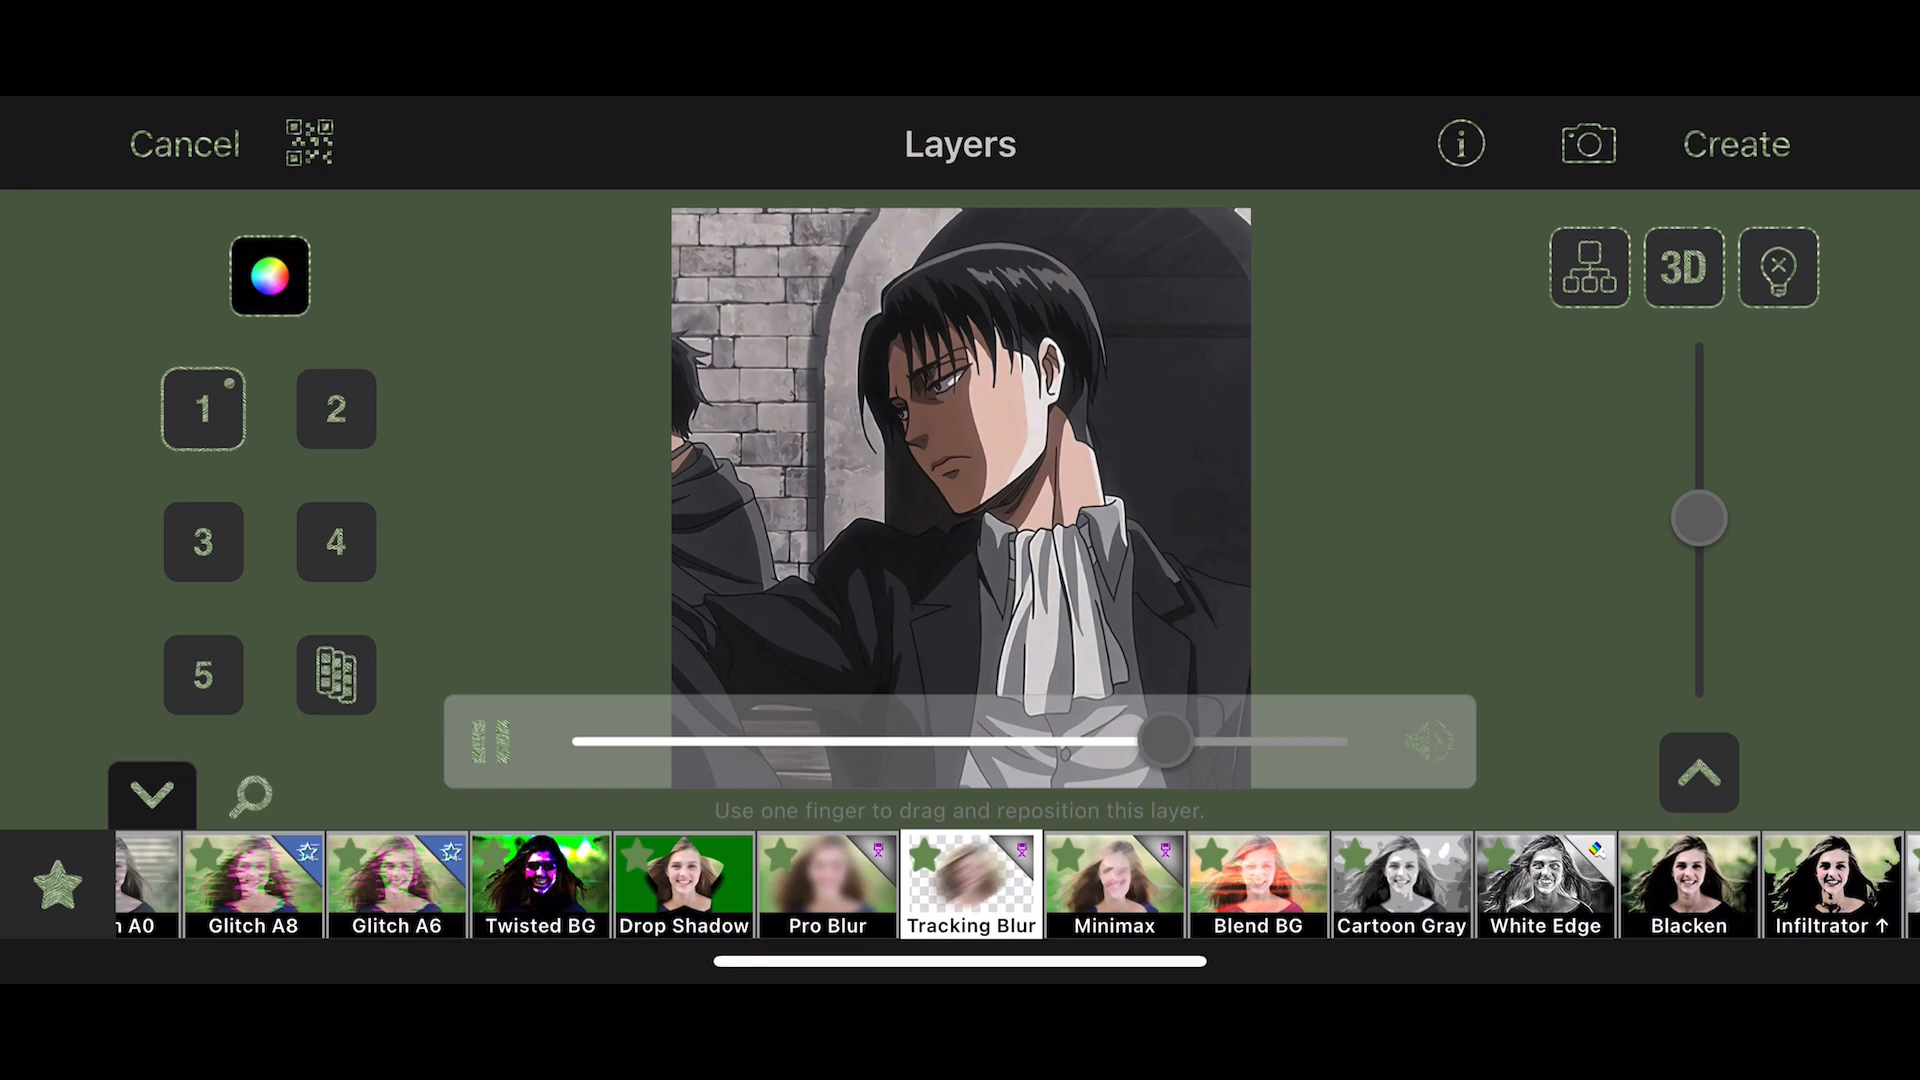 Cancel
Layers
Create
3D
1
2
3
4
5
Use one finger to drag and reposition this layer.
n A0
Glitch A8
Glitch A6
Twisted BG
Drop Shadow
Pro Blur
Tracking Blur
Minimax
Blend BG
Cartoon Gray
White Edge
Blacken
Infiltrator ↑